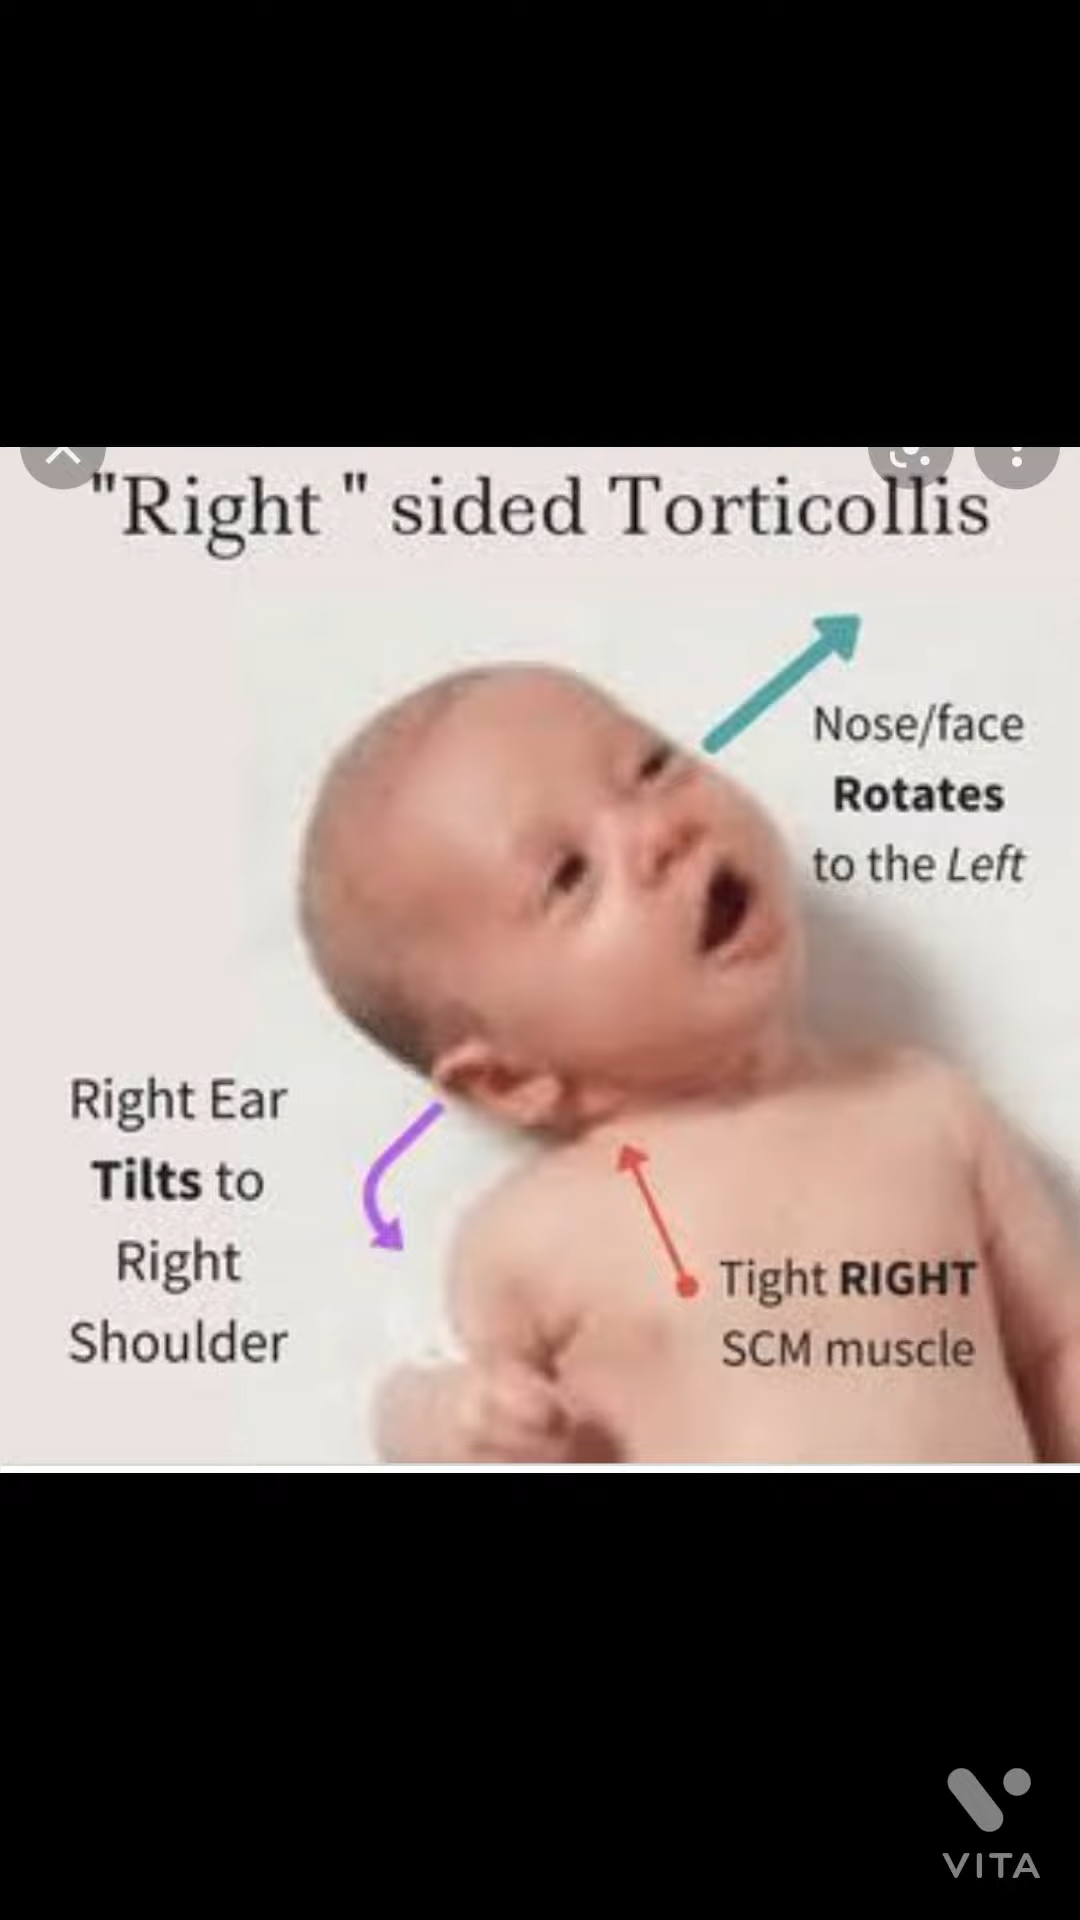 "Right " sided Torticollis
Nose/face
Rotates
to the Left
Right Ear
Tilts to
Right
Shoulder
Tight RIGHT
SCM muscle
VITA